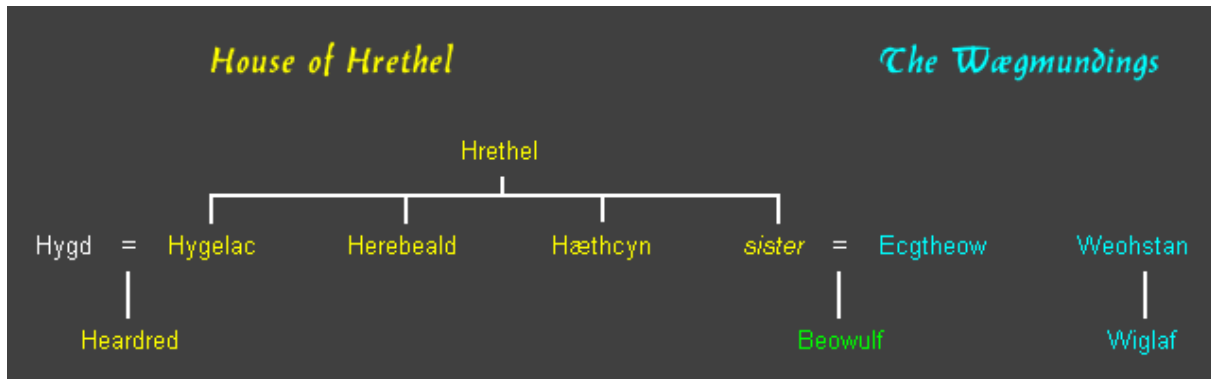 House of Hrethel The Wægmundings
Hrethel
Hygd = Hygelac Herebeald Hæthcyn sister = Ecgtheow Weohstan
Heardred Beowulf Wiglaf